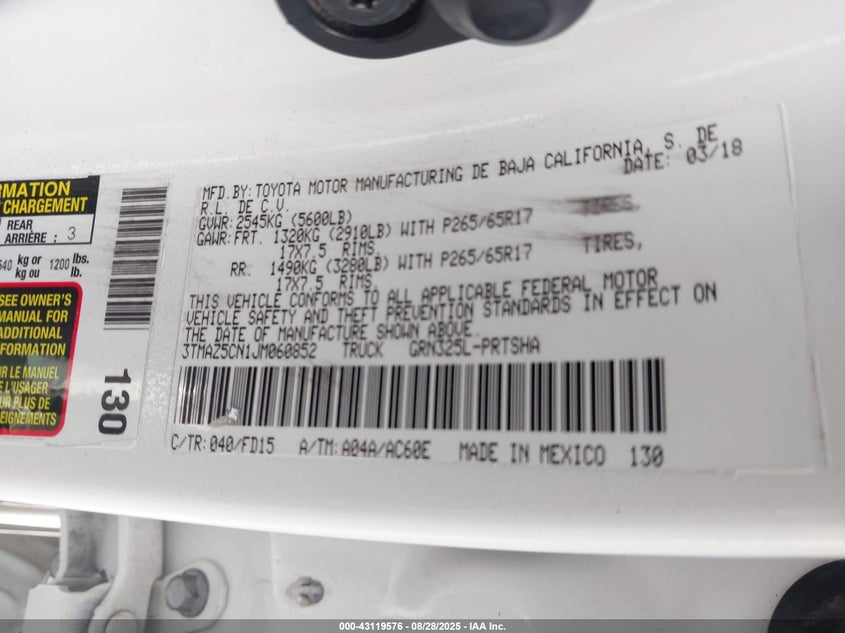 RMATION
CHARGEMENT
REAR
ARRIÈRE : 3
540 kg or 1200 lbs.
kg ou lb.
SEE OWNER'S
MANUAL FOR
ADDITIONAL
FORMATION
IR LE MANUEL
E L'USAGER
UR PLUS DE
EIGNEMENTS
130
MFD. BY: TOYOTA MOTOR MANUFACTURING DE BAJA CALIFORNIA, S. DE
R.L. DE C.V. DATE: 03/18
GVWR: 2545KG (5600LB)
GAWR: FRT. 1320KG (2910LB) WITH P265/65R17 TIRES,
17X7.5 RIMS
RR. 1490KG (3280LB) WITH P265/65R17 TIRES,
17X7.5 RIMS
THIS VEHICLE CONFORMS TO ALL APPLICABLE FEDERAL MOTOR
VEHICLE SAFETY AND THEFT PREVENTION STANDARDS IN EFFECT ON
THE DATE OF MANUFACTURE SHOWN ABOVE.
3TMAZ5CN1JM060852 TRUCK GRN325L-PRTSHA
C/TR: 040/FD15 A/TM: A04A/AC60E MADE IN MEXICO 130
000-43119576 | 08/28/2025 - IAA Inc.